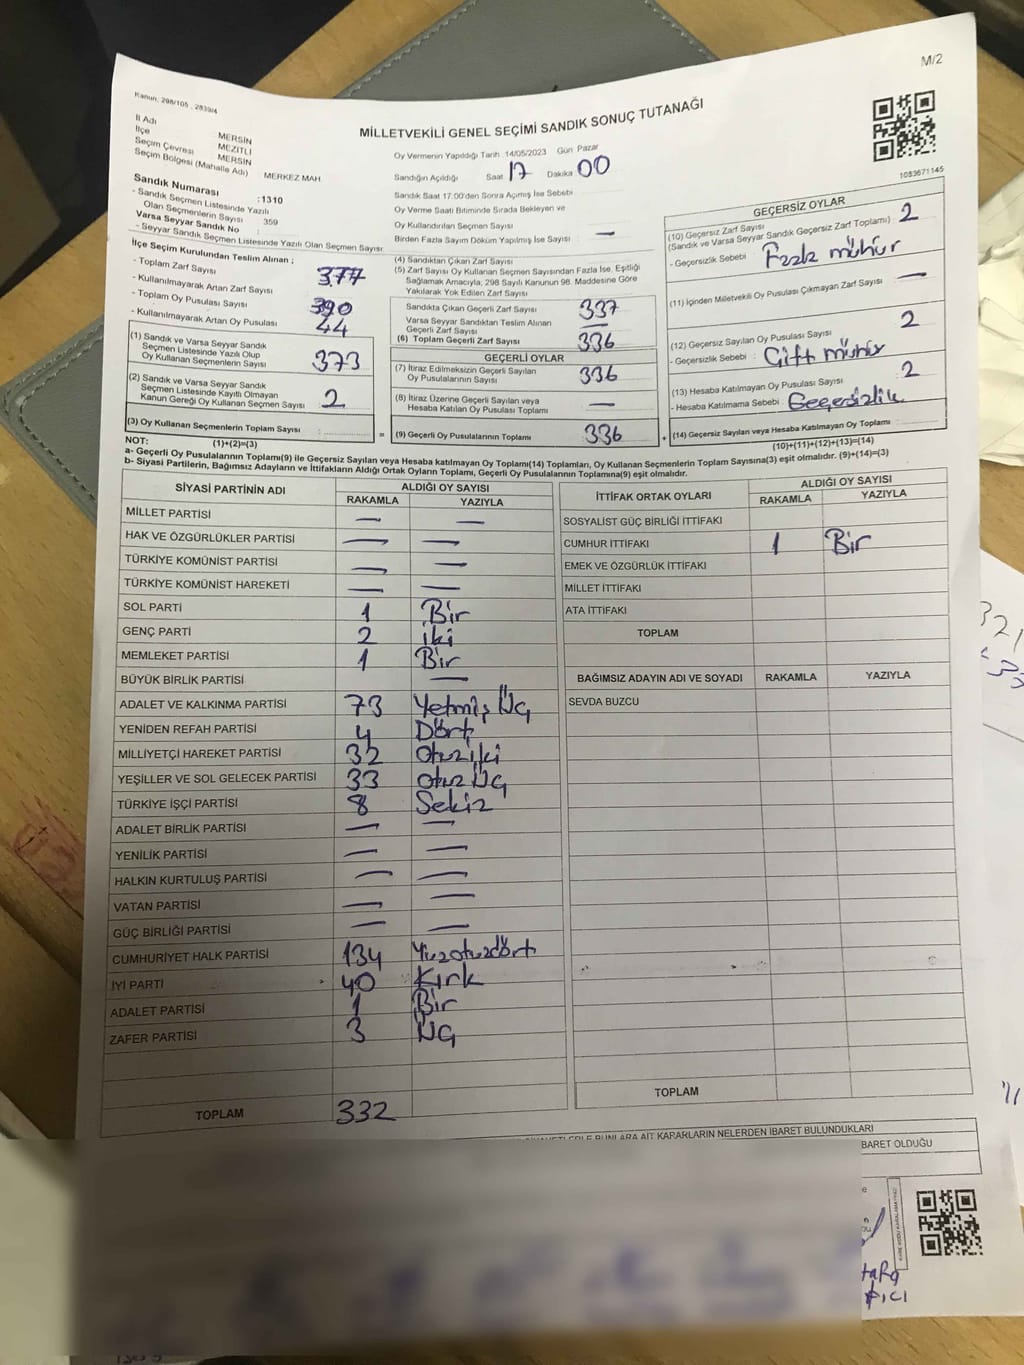 M/2
Kanun: 298/105 , 2839/4
MİLLETVEKİLİ GENEL SEÇİMİ SANDIK SONUÇ TUTANAĞI
1083671145
İl Adı MERSİN
İlçe MEZİTLİ
Seçim Çevresi MERSİN
Seçim Bölgesi (Mahalle Adı) MERKEZ MAH.
Sandık Numarası :1310
- Sandık Seçmen Listesinde Yazılı
Olan Seçmenlerin Sayısı : 359
Varsa Seyyar Sandık No :
- Seyyar Sandık Seçmen Listesinde Yazılı Olan Seçmen Sayısı:
İlçe Seçim Kurulundan Teslim Alınan ;
- Toplam Zarf Sayısı : 377
- Kullanılmayarak Artan Zarf Sayısı :
- Toplam Oy Pusulası Sayısı : 390
- Kullanılmayarak Artan Oy Pusulası : 44
(1) Sandık ve Varsa Seyyar Sandık
Seçmen Listesinde Yazılı Olup
Oy Kullanan Seçmenlerin Sayısı : 373
(2) Sandık ve Varsa Seyyar Sandık
Seçmen Listesinde Kayıtlı Olmayan
Kanun Gereği Oy Kullanan Seçmen Sayısı : 2
(3) Oy Kullanan Seçmenlerin Toplam Sayısı :
(1)+(2)=(3)
Oy Vermenin Yapıldığı Tarih :14/05/2023 Gün: Pazar
Sandığın Açıldığı Saat : 17 Dakika : 00
Sandık Saat 17:00'den Sonra Açımış İse Sebebi :
Oy Verme Saati Bitiminde Sırada Bekleyen ve
Oy Kullandırılan Seçmen Sayısı :
Birden Fazla Sayım Döküm Yapılmış İse Sayısı : —
(4) Sandıktan Çıkan Zarf Sayısı :
(5) Zarf Sayısı Oy Kullanan Seçmen Sayısından Fazla İse, Eşitliği
Sağlamak Amacıyla, 298 Sayılı Kanunun 98. Maddesine Göre
Yakılarak Yok Edilen Zarf Sayısı :
Sandıkta Çıkan Geçerli Zarf Sayısı : 337
Varsa Seyyar Sandıktan Teslim Alınan
Geçerli Zarf Sayısı : —
(6) Toplam Geçerli Zarf Sayısı : 336
GEÇERLİ OYLAR
(7) İtiraz Edilmeksizin Geçerli Sayılan
Oy Pusulalarının Sayısı : 336
(8) İtiraz Üzerine Geçerli Sayılan veya
Hesaba Katılan Oy Pusulası Toplamı : —
= (9) Geçerli Oy Pusulalarının Toplamı : 336 +
GEÇERSİZ OYLAR
(10) Geçersiz Zarf Sayısı : 2
(Sandık ve Varsa Seyyar Sandık Geçersiz Zarf Toplamı)
- Geçersizlik Sebebi : Fazla mühür
(11) İçinden Milletvekili Oy Pusulası Çıkmayan Zarf Sayısı : —
(12) Geçersiz Sayılan Oy Pusulası Sayısı : 2
- Geçersizlik Sebebi : Çift mühür
(13) Hesaba Katılmayan Oy Pusulası Sayısı : 2
- Hesaba Katılmama Sebebi : Geçersizlik
(14) Geçersiz Sayılan veya Hesaba Katılmayan Oy Toplamı :
(10)+(11)+(12)+(13)=(14)
NOT:
a- Geçerli Oy Pusulalarının Toplamı(9) ile Geçersiz Sayılan veya Hesaba katılmayan Oy Toplamı(14) Toplamları, Oy Kullanan Seçmenlerin Toplam Sayısına(3) eşit olmalıdır. (9)+(14)=(3)
b- Siyasi Partilerin, Bağımsız Adayların ve İttifakların Aldığı Ortak Oyların Toplamı, Geçerli Oy Pusulalarının Toplamına(9) eşit olmalıdır.
SİYASİ PARTİNİN ADI ALDIĞI OY SAYISI
RAKAMLA YAZIYLA
MİLLET PARTİSİ — —
HAK VE ÖZGÜRLÜKLER PARTİSİ — —
TÜRKİYE KOMÜNİST PARTİSİ — —
TÜRKİYE KOMÜNİST HAREKETİ — —
SOL PARTİ 1 Bir
GENÇ PARTİ 2 iki
MEMLEKET PARTİSİ 1 Bir
BÜYÜK BİRLİK PARTİSİ —
ADALET VE KALKINMA PARTİSİ 73 Yetmiş Üç
YENİDEN REFAH PARTİSİ 4 Dört
MİLLİYETÇİ HAREKET PARTİSİ 32 otuziki
YEŞİLLER VE SOL GELECEK PARTİSİ 33 otuz Üç
TÜRKİYE İŞÇİ PARTİSİ 8 Sekiz
ADALET BİRLİK PARTİSİ — —
YENİLİK PARTİSİ — —
HALKIN KURTULUŞ PARTİSİ — —
VATAN PARTİSİ — —
GÜÇ BİRLİĞİ PARTİSİ — —
CUMHURİYET HALK PARTİSİ 134 Yüzotuzdört
İYİ PARTİ 40 Kırk
ADALET PARTİSİ 1 Bir
ZAFER PARTİSİ 3 Üç
TOPLAM 332
İTTİFAK ORTAK OYLARI ALDIĞI OY SAYISI
RAKAMLA YAZIYLA
SOSYALİST GÜÇ BİRLİĞİ İTTİFAKI
CUMHUR İTTİFAKI 1 Bir
EMEK VE ÖZGÜRLÜK İTTİFAKI
MİLLET İTTİFAKI
ATA İTTİFAKI
TOPLAM
BAĞIMSIZ ADAYIN ADI VE SOYADI RAKAMLA YAZIYLA
SEVDA BUZCU
TOPLAM
BUNLARA AİT KARARLARIN NELERDEN İBARET BULUNDUKLARI
İBARET OLDUĞU